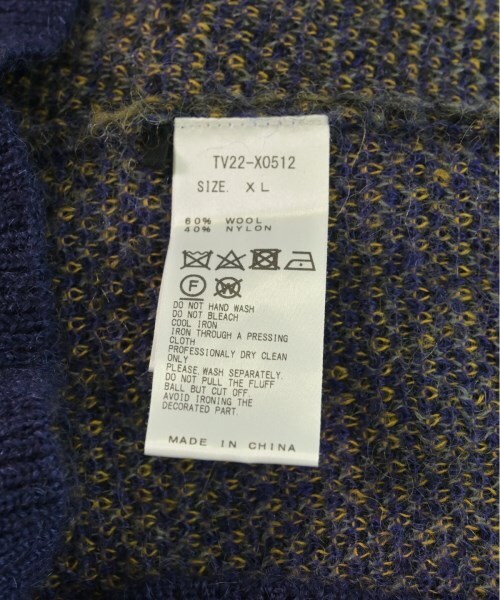 TV22-X0512
SIZE. XL
60% WOOL
40% NYLON
F W
DO NOT HAND WASH
DO NOT BLEACH
COOL IRON
IRON THROUGH A PRESSING
CLOTH
PROFESSIONALY DRY CLEAN
ONLY
PLEASE WASH SEPARATELY.
DO NOT PULL THE FLUFF
BALL BUT CUT OFF.
AVOID IRONING THE
DECORATED PART.
MADE IN CHINA